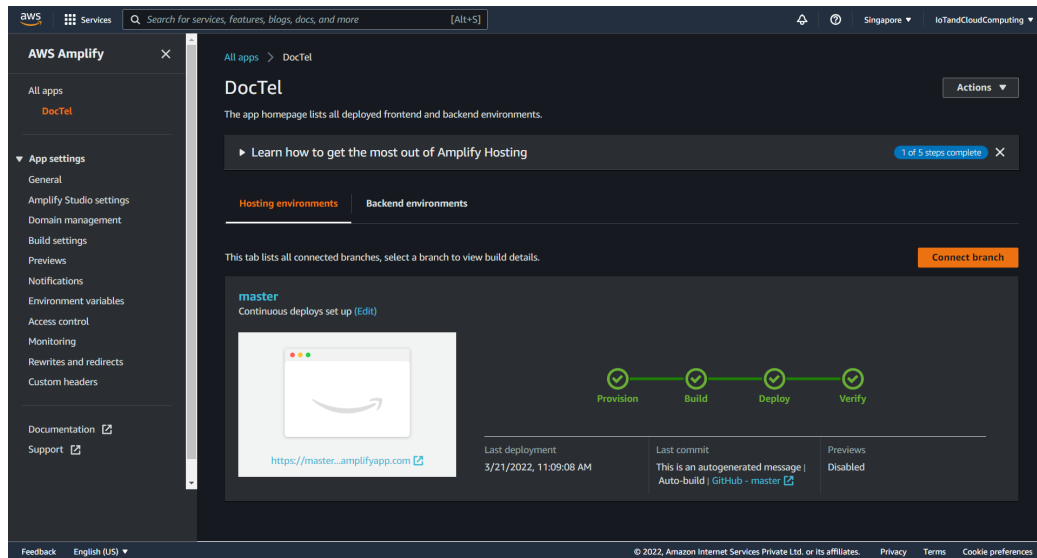 aws
Services
Search for services, features, blogs, docs, and more
[Alt+S]
Singapore ▼
IoTandCloudComputing ▼
AWS Amplify
All apps
DocTel
App settings
General
Amplify Studio settings
Domain management
Build settings
Previews
Notifications
Environment variables
Access control
Monitoring
Rewrites and redirects
Custom headers
Documentation
Support
All apps > DocTel
DocTel
Actions ▼
The app homepage lists all deployed frontend and backend environments.
Learn how to get the most out of Amplify Hosting
1 of 5 steps complete
Hosting environments
Backend environments
This tab lists all connected branches, select a branch to view build details.
Connect branch
master
Continuous deploys set up (Edit)
https://master...amplifyapp.com
Provision
Build
Deploy
Verify
Last deployment
3/21/2022, 11:09:08 AM
Last commit
This is an autogenerated message |
Auto-build | GitHub - master
Previews
Disabled
Feedback
English (US) ▼
© 2022, Amazon Internet Services Private Ltd. or its affiliates.
Privacy
Terms
Cookie preferences